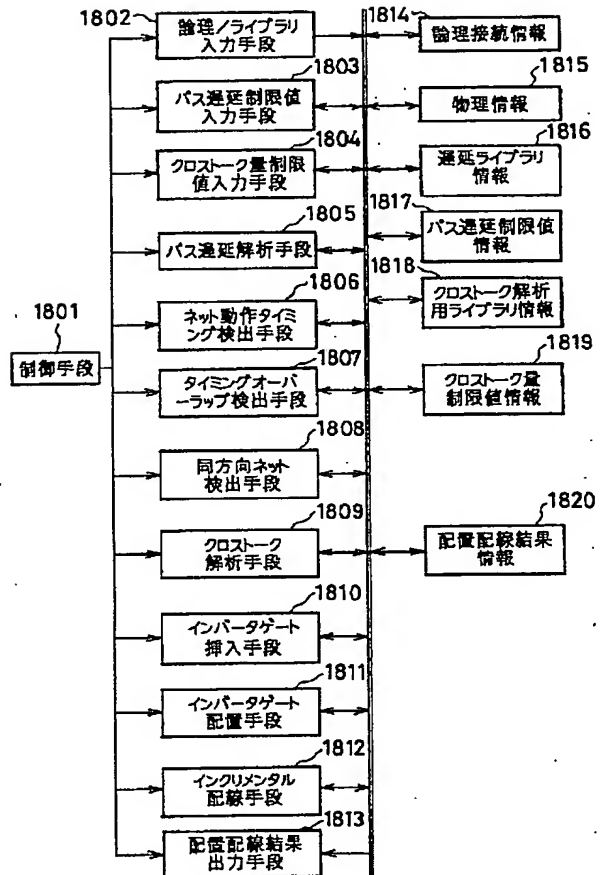 1801
制御手段
1802
論理/ライブラリ
入力手段
1803
パス遅延制限値
入力手段
1804
クロストーク量制限
値入力手段
1805
パス遅延解析手段
1806
ネット動作タイミ
ング検出手段
1807
タイミングオーバ
ーラップ検出手段
1808
同方向ネット
検出手段
1809
クロストーク
解析手段
1810
インバータゲート
挿入手段
1811
インバータゲート
配置手段
1812
インクリメンタル
配線手段
1813
配置配線結果
出力手段
1814
論理接続情報
1815
物理情報
1816
遅延ライブラリ
情報
1817
パス遅延制限値
情報
1818
クロストーク解析
用ライブラリ情報
1819
クロストーク量
制限値情報
1820
配置配線結果
情報